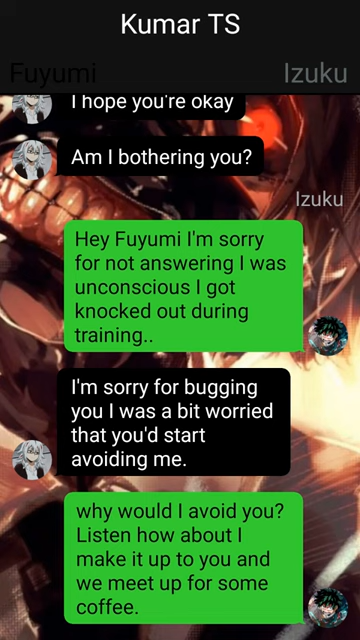 Kumar TS
Fuyumi Izuku
I hope you're okay
Am I bothering you?
Izuku
Hey Fuyumi I'm sorry
for not answering I was
unconscious I got
knocked out during
training..
I'm sorry for bugging
you I was a bit worried
that you'd start
avoiding me.
why would I avoid you?
Listen how about I
make it up to you and
we meet up for some
coffee.